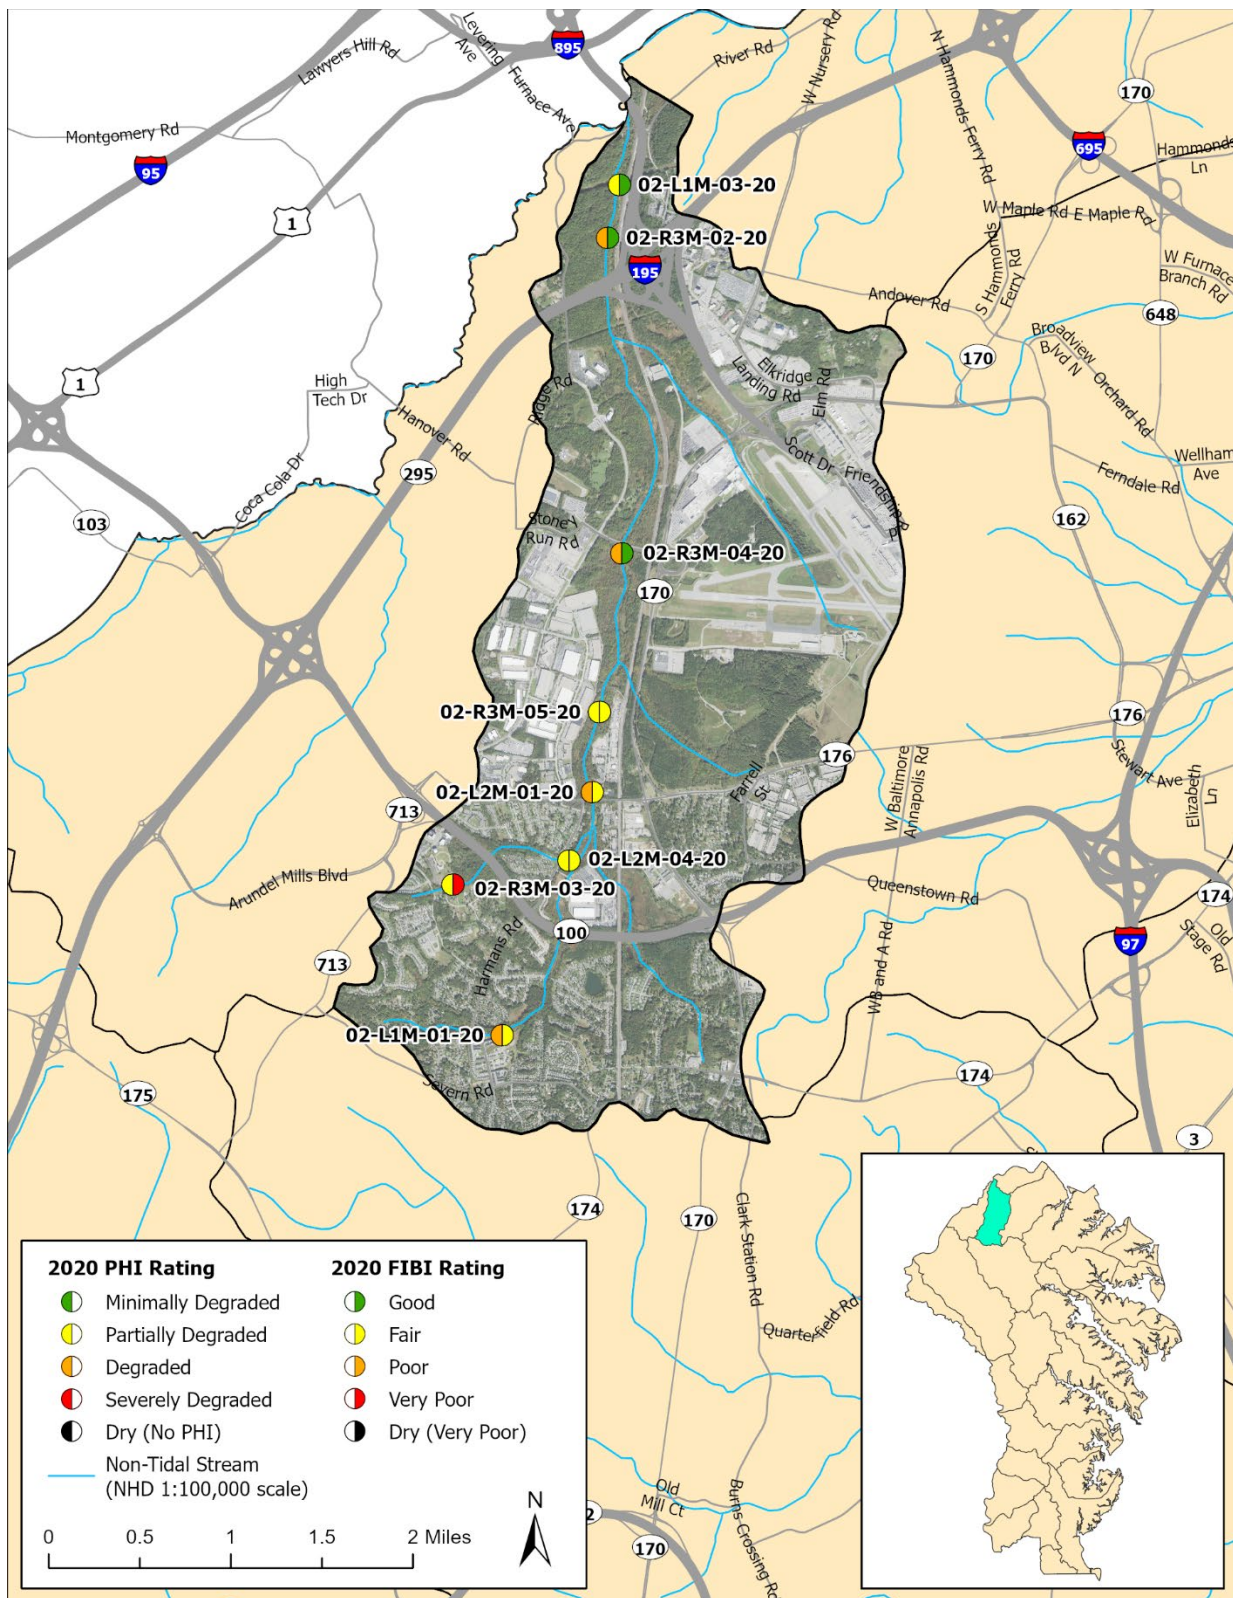 895
Levering
Ave
Lawyers Hill Rd
Furnace Ave
River Rd
W Nursery Rd
N Hammonds Ferry Rd
170
Montgomery Rd
95
695
Hammonds
Ln
1
02-L1M-03-20
W Maple Rd
E Maple Rd
02-R3M-02-20
195
S Hammonds
Ferry Rd
W Furnace
Branch Rd
Andover Rd
648
1
High
Tech Dr
Ridge Rd
Elkridge
Landing Rd
Elm Rd
170
Broadview
Blvd N
Orchard Rd
Hanover Rd
295
Scott Dr
Friendship Rd
Ferndale Rd
Wellham
Ave
Coca Cola Dr
103
Stoney
Run Rd
162
02-R3M-04-20
170
02-R3M-05-20
176
176
Stewart Ave
Elizabeth
Ln
Farrell
St
W Baltimore
Annapolis Rd
02-L2M-01-20
713
02-L2M-04-20
Arundel Mills Blvd
02-R3M-03-20
Queenstown Rd
174
Old
Stage Rd
100
97
Harmans Rd
713
WB and A Rd
02-L1M-01-20
Severn Rd
174
175
3
174
170
Clark Station Rd
Quarterfield Rd
2020 PHI Rating
Minimally Degraded
Partially Degraded
Degraded
Severely Degraded
Dry (No PHI)
Non-Tidal Stream
(NHD 1:100,000 scale)
2020 FIBI Rating
Good
Fair
Poor
Very Poor
Dry (Very Poor)
N
0 0.5 1 1.5 2 Miles
Old
Mill Ct
Burns Crossing Rd
170